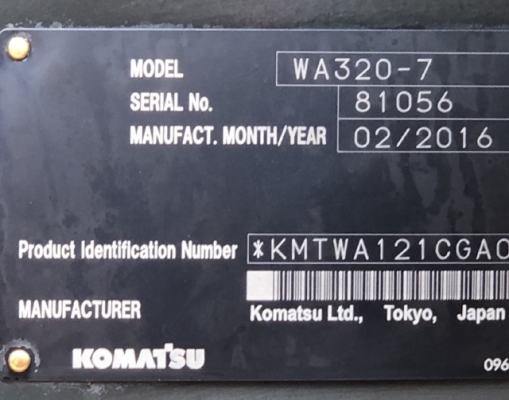 MODEL WA320-7
SERIAL No. 81056
MANUFACT. MONTH/YEAR 02/2016
Product Identification Number *KMTWA121CGA0
MANUFACTURER Komatsu Ltd., Tokyo, Japan
KOMATSU 096